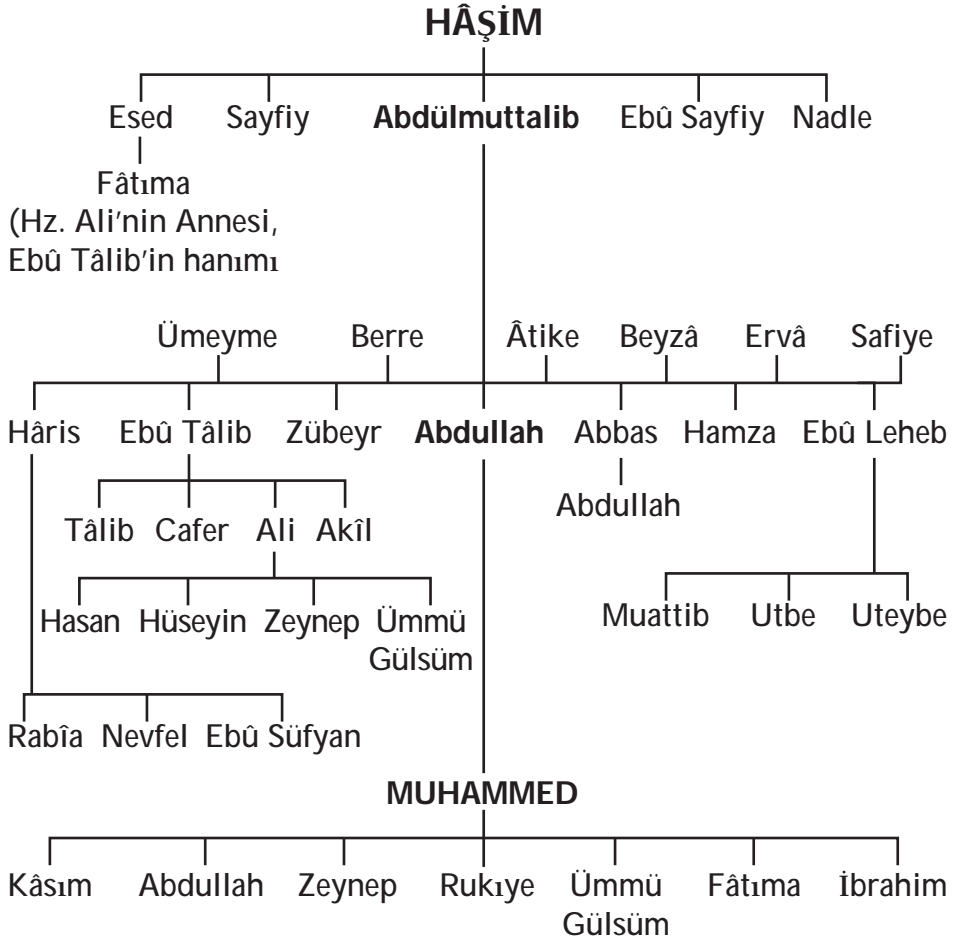 HÂŞİM
Esed Sayfiy Abdülmuttalib Ebû Sayfiy Nadle
Fâtıma
(Hz. Ali'nin Annesi,
Ebû Tâlib'in hanımı
Ümeyme Berre Âtike Beyzâ Ervâ Safiye
Hâris Ebû Tâlib Zübeyr Abdullah Abbas Hamza Ebû Leheb
Abdullah
Tâlib Cafer Ali Akîl
Hasan Hüseyin Zeynep Ümmü
Gülsüm
Muattib Utbe Uteybe
Rabîa Nevfel Ebû Süfyan
MUHAMMED
Kâsım Abdullah Zeynep Rukıye Ümmü Fâtıma İbrahim
Gülsüm